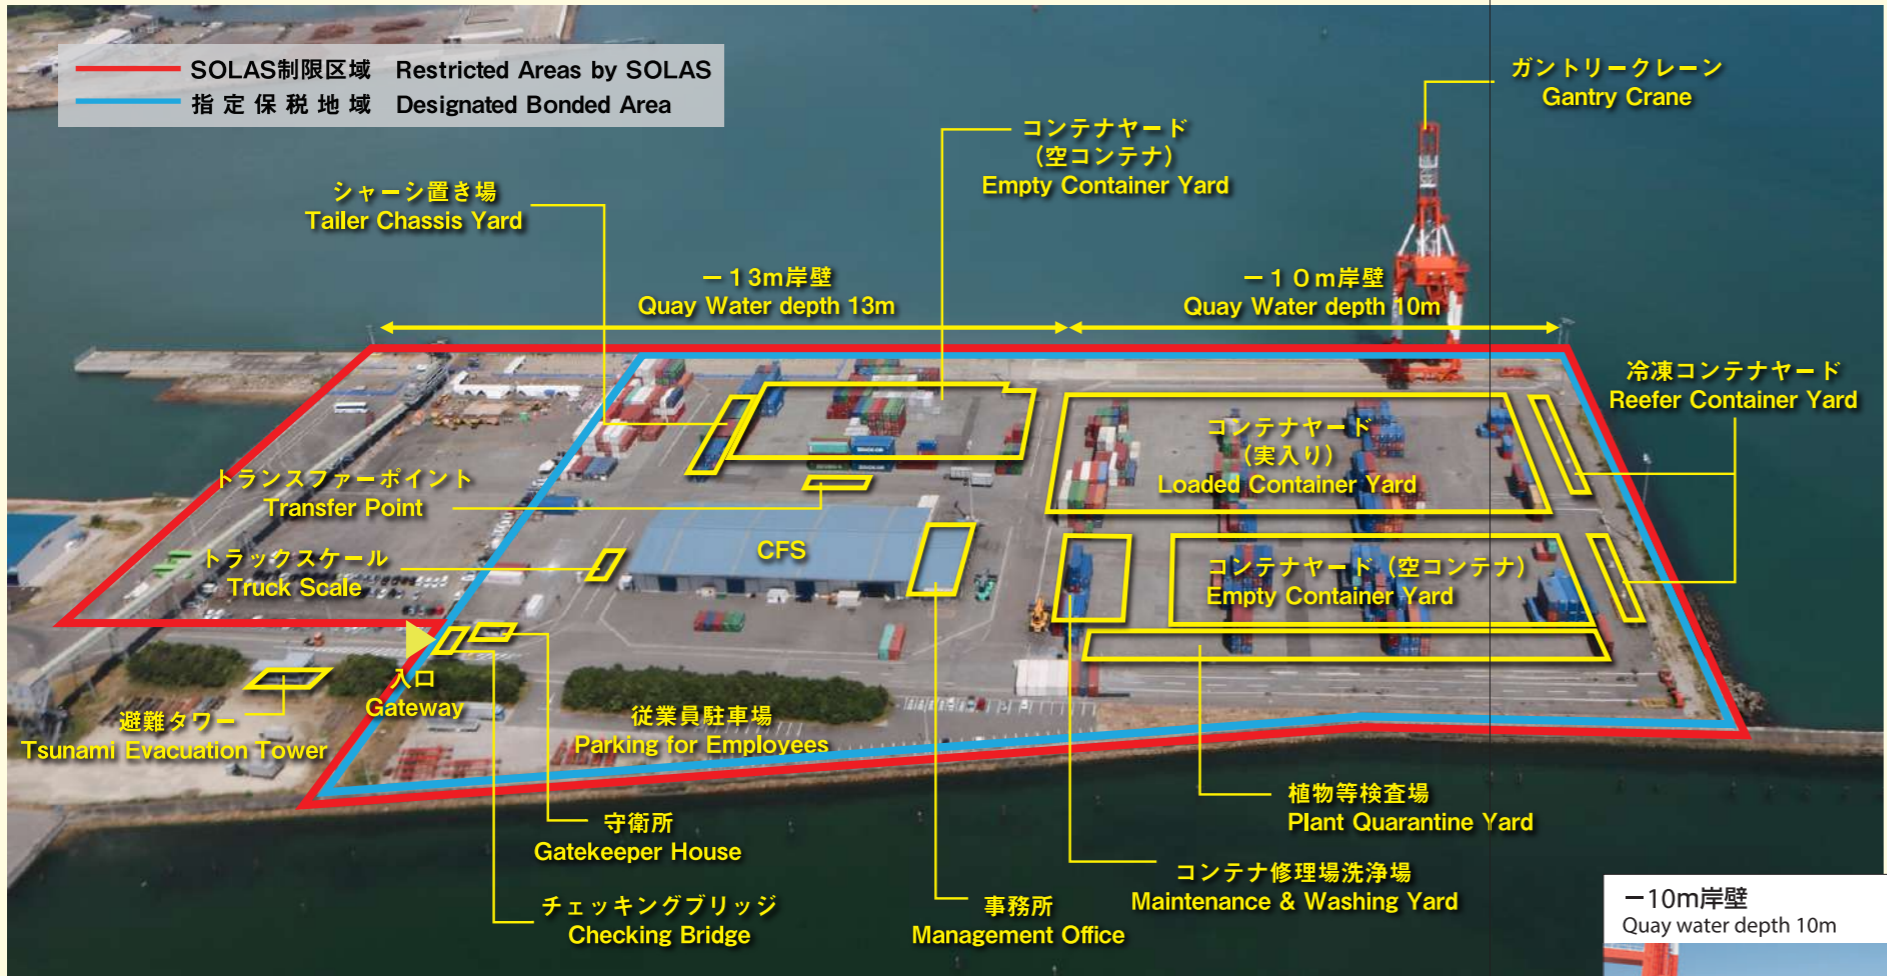 SOLAS制限区域 Restricted Areas by SOLAS
指定保税地域 Designated Bonded Area
ガントリークレーン
Gantry Crane
コンテナヤード
(空コンテナ)
Empty Container Yard
シャーシ置き場
Tailer Chassis Yard
－13m岸壁
Quay Water depth 13m
－10m岸壁
Quay Water depth 10m
冷凍コンテナヤード
Reefer Container Yard
コンテナヤード
(実入り)
Loaded Container Yard
トランスファーポイント
Transfer Point
トラックスケール
Truck Scale
CFS
コンテナヤード (空コンテナ)
Empty Container Yard
入口
Gateway
避難タワー
Tsunami Evacuation Tower
従業員駐車場
Parking for Employees
守衛所
Gatekeeper House
植物等検査場
Plant Quarantine Yard
コンテナ修理場洗浄場
Maintenance & Washing Yard
チェッキングブリッジ
Checking Bridge
事務所
Management Office
－10m岸壁
Quay water depth 10m